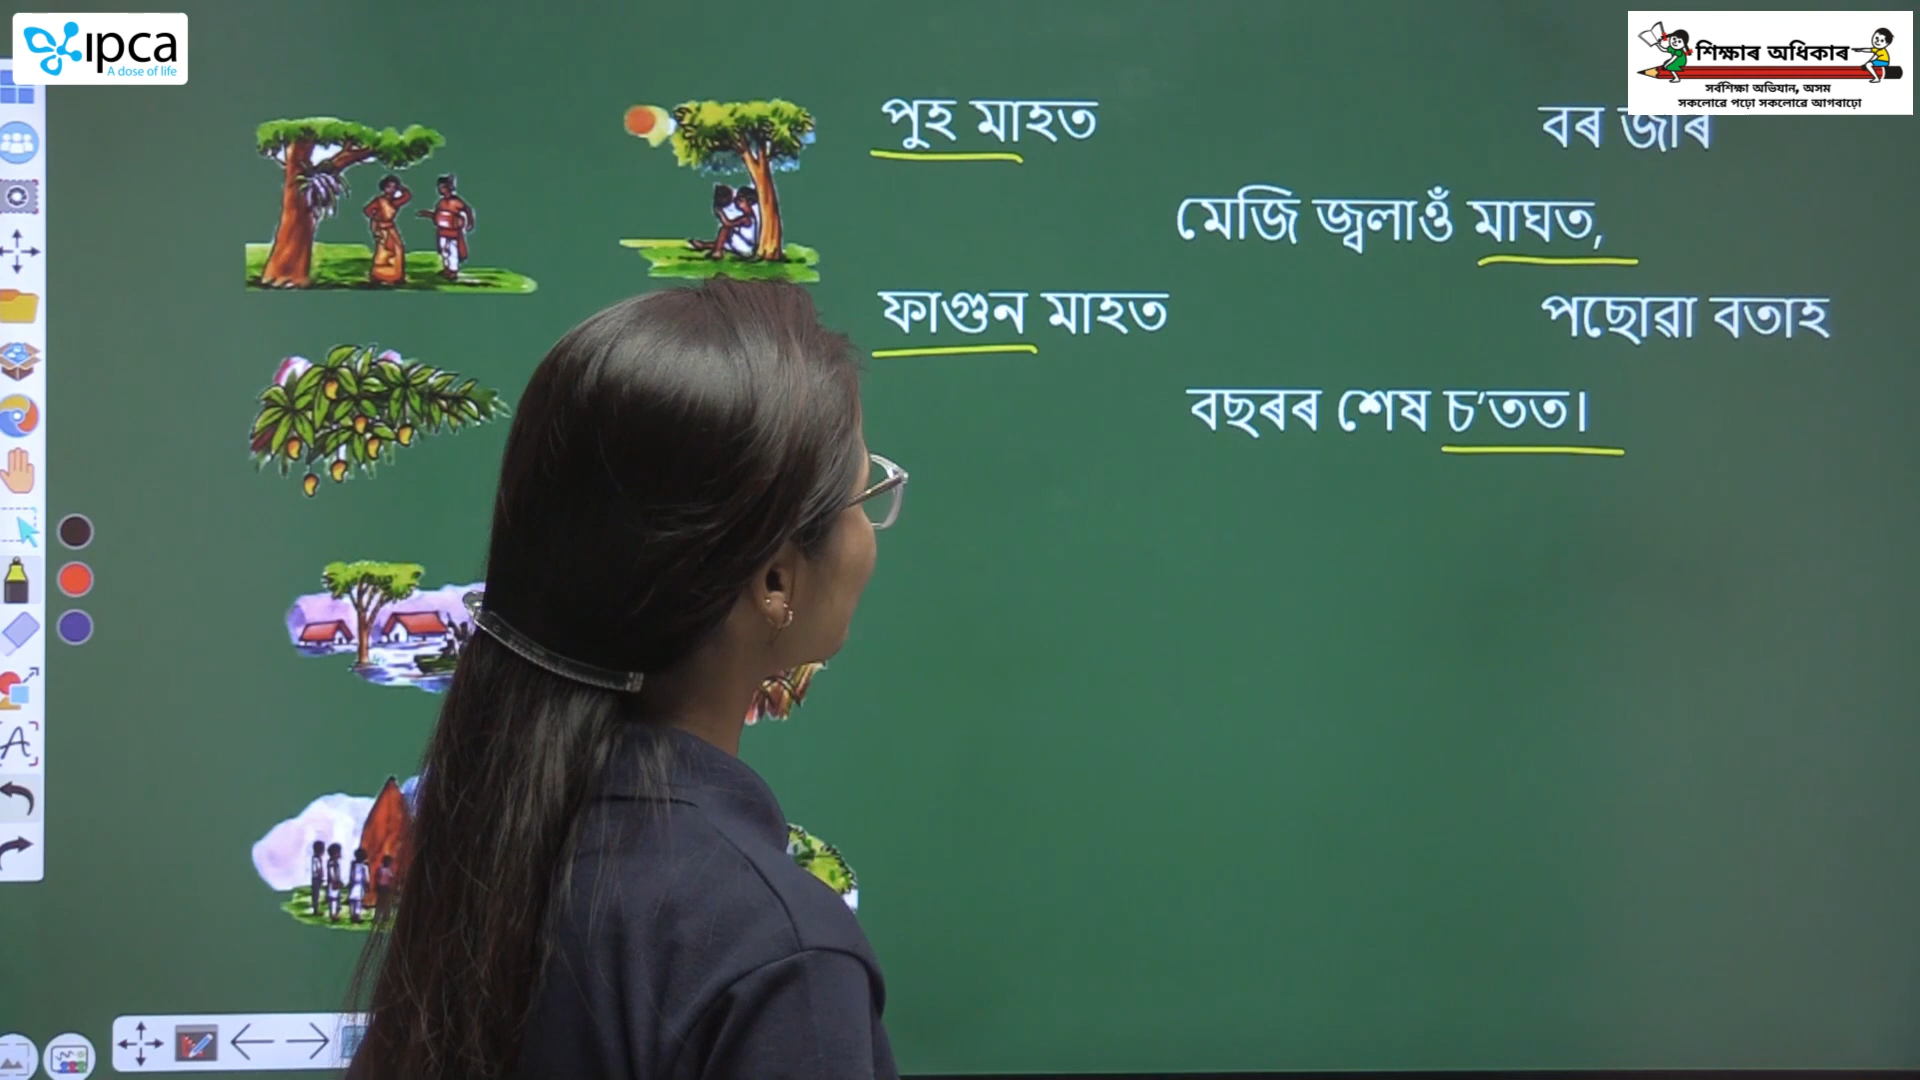 ipca
A dose of life
শিক্ষাৰ অধিকাৰ
সৰ্বশিক্ষা অভিযান, অসম
সকলোৱে পঢ়ো সকলোৱে আগবাঢ়ো
পুহ মাহত বৰ জাৰ
মেজি জ্বলাওঁ মাঘত,
ফাগুন মাহত পছোৱা বতাহ
বছৰৰ শেষ চ'তত।